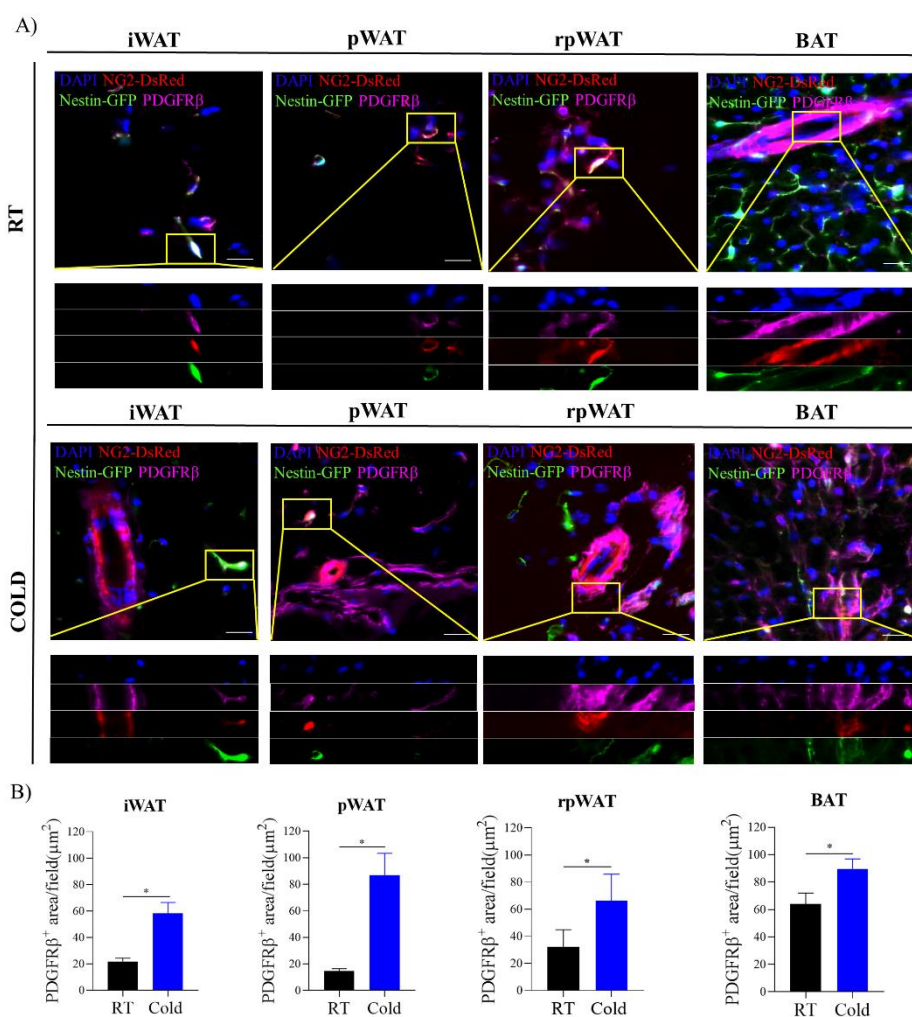 A)
iWAT pWAT rpWAT BAT
RT
DAPI NG2-DsRed
Nestin-GFP PDGFRβ
DAPI NG2-DsRed
Nestin-GFP PDGFRβ
DAPI NG2-DsRed
Nestin-GFP PDGFRβ
DAPI NG2-DsRed
Nestin-GFP PDGFRβ
iWAT pWAT rpWAT BAT
COLD
DAPI NG2-DsRed
Nestin-GFP PDGFRβ
DAPI NG2-DsRed
Nestin-GFP PDGFRβ
DAPI NG2-DsRed
Nestin-GFP PDGFRβ
DAPI NG2-DsRed
Nestin-GFP PDGFRβ
B)
iWAT
PDGFRβ⁺ area/field(µm²)
120
100
80
60
40
20
0
*
RT Cold
pWAT
PDGFRβ⁺ area/field(µm²)
120
100
80
60
40
20
0
*
RT Cold
rpWAT
PDGFRβ⁺ area/field(µm²)
120
100
80
60
40
20
0
*
RT Cold
BAT
PDGFRβ⁺ area/field(µm²)
120
100
80
60
40
20
0
*
RT Cold